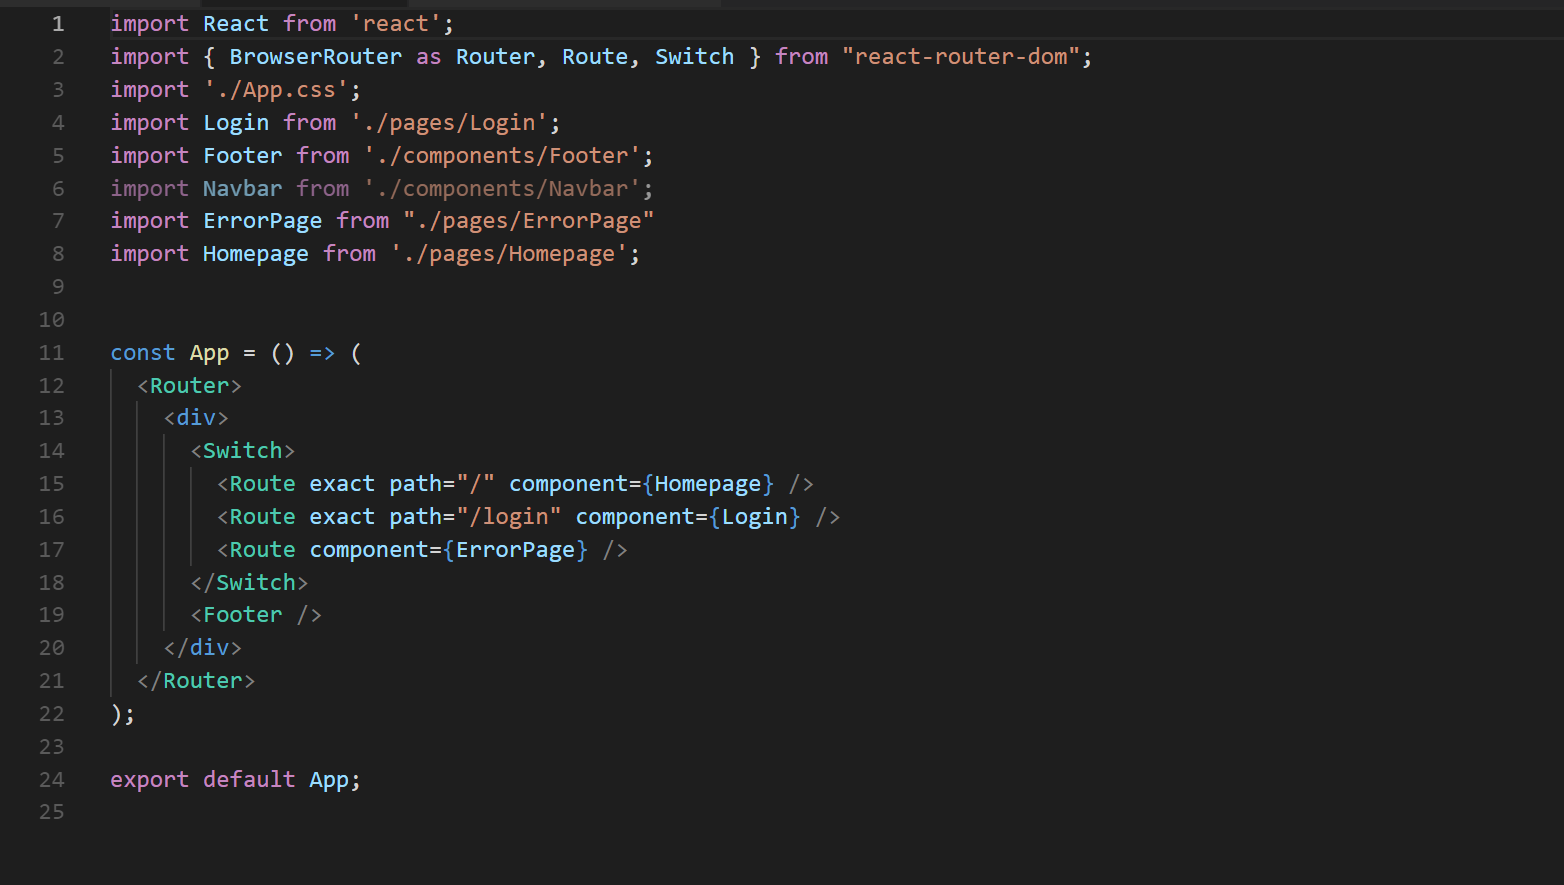 1 import React from 'react';
2 import { BrowserRouter as Router, Route, Switch } from "react-router-dom";
3 import './App.css';
4 import Login from './pages/Login';
5 import Footer from './components/Footer';
6 import Navbar from './components/Navbar';
7 import ErrorPage from "./pages/ErrorPage"
8 import Homepage from './pages/Homepage';
9
10
11 const App = () => (
12   <Router>
13     <div>
14       <Switch>
15         <Route exact path="/" component={Homepage} />
16         <Route exact path="/login" component={Login} />
17         <Route component={ErrorPage} />
18       </Switch>
19       <Footer />
20     </div>
21   </Router>
22 );
23
24 export default App;
25